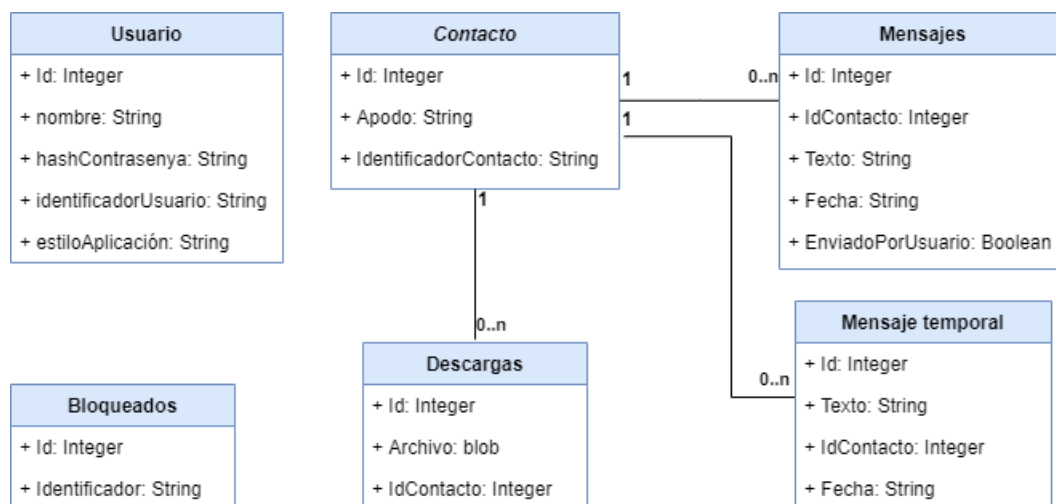 Usuario
+ Id: Integer
+ nombre: String
+ hashContrasenya: String
+ identificadorUsuario: String
+ estiloAplicación: String
Contacto
+ Id: Integer
+ Apodo: String
+ IdentificadorContacto: String
1
0..n
1
1
0..n
0..n
Mensajes
+ Id: Integer
+ IdContacto: Integer
+ Texto: String
+ Fecha: String
+ EnviadoPorUsuario: Boolean
Bloqueados
+ Id: Integer
+ Identificador: String
Descargas
+ Id: Integer
+ Archivo: blob
+ IdContacto: Integer
Mensaje temporal
+ Id: Integer
+ Texto: String
+ IdContacto: Integer
+ Fecha: String